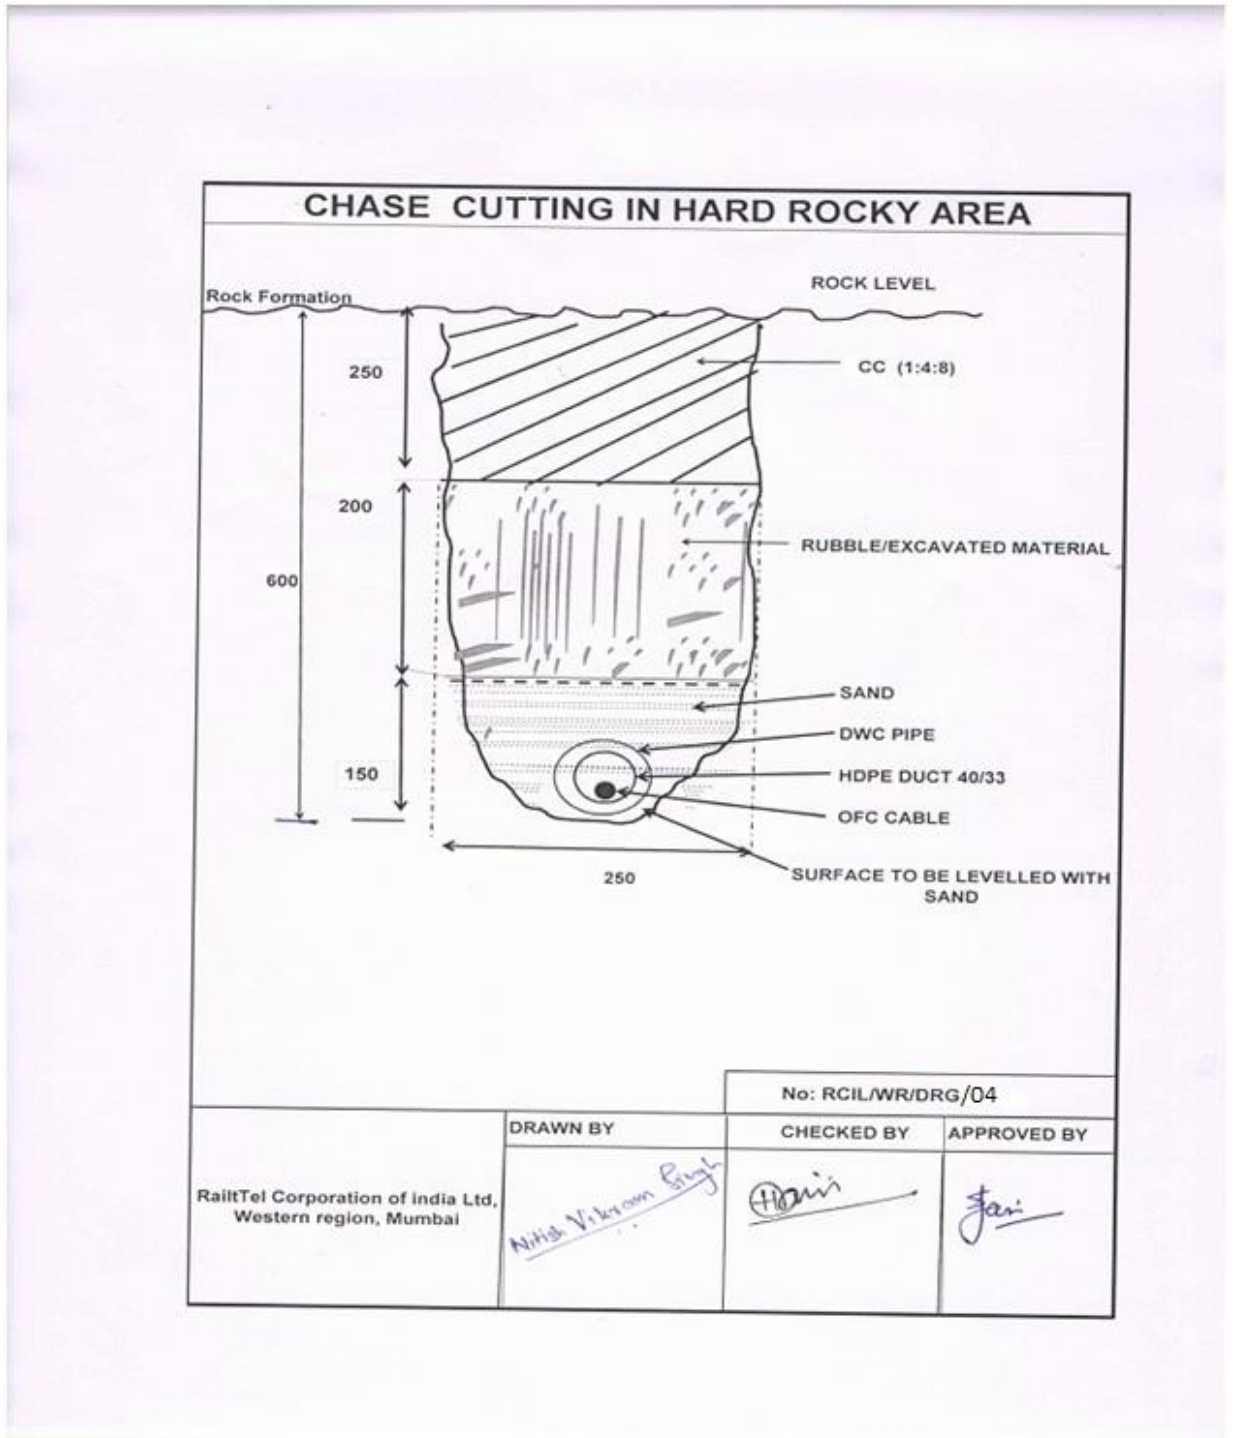 CHASE CUTTING IN HARD ROCKY AREA
ROCK LEVEL
Rock Formation
250
CC (1:4:8)
200
RUBBLE/EXCAVATED MATERIAL
600
SAND
DWC PIPE
150
HDPE DUCT 40/33
OFC CABLE
250
SURFACE TO BE LEVELLED WITH
SAND
No: RCIL/WR/DRG/04
DRAWN BY
CHECKED BY
APPROVED BY
RailtTel Corporation of india Ltd,
Western region, Mumbai
Nitish Vikram Singh